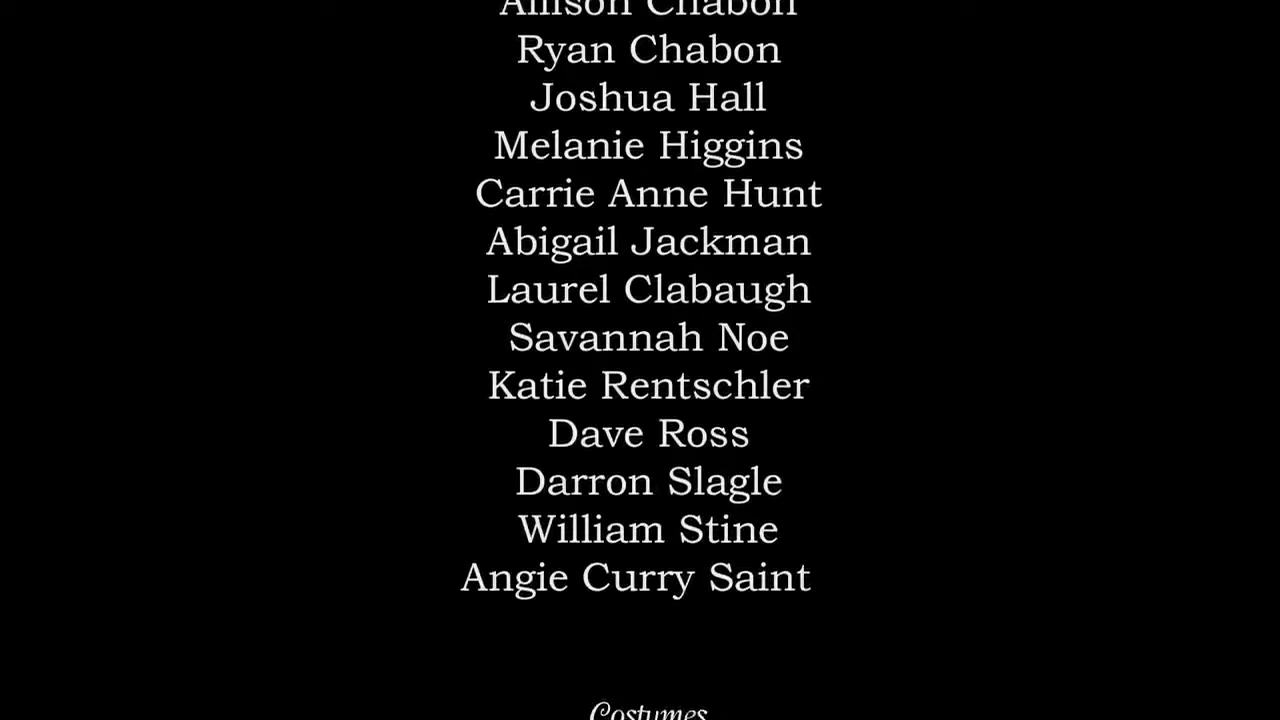 Allison Chabon
Ryan Chabon
Joshua Hall
Melanie Higgins
Carrie Anne Hunt
Abigail Jackman
Laurel Clabaugh
Savannah Noe
Katie Rentschler
Dave Ross
Darron Slagle
William Stine
Angie Curry Saint
Costumes